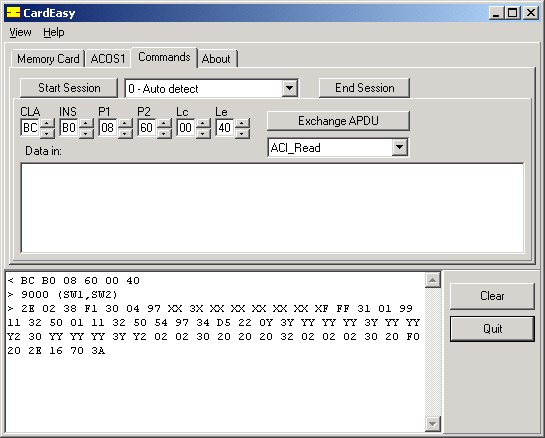 CardEasy
View Help
Memory Card ACOS1 Commands About
Start Session 0 - Auto detect End Session
CLA INS P1 P2 Lc Le
BC B0 08 60 00 40 Exchange APDU
Data in: ACI_Read
< BC B0 08 60 00 40
> 9000 (SW1,SW2)
> 2E 02 38 F1 30 04 97 XX 3X XX XX XX XX XX XF FF 31 01 99
11 32 50 01 11 32 50 54 97 34 D5 22 0Y 3Y YY YY YY 3Y YY YY
Y2 30 YY YY YY 3Y Y2 02 02 30 20 20 20 32 02 02 02 30 20 F0
20 2E 16 70 3A
Clear
Quit